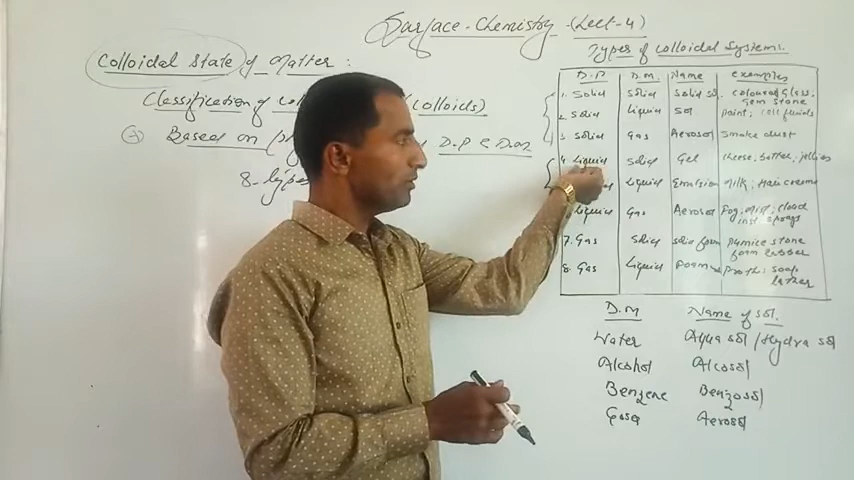 Surface-Chemistry-(Lect-4)
Colloidal State of Matter:
Classification of (Colloids)
Based on D.P & D.M
8-types
Types of colloidal System:
D.P D.M. Name examples
1. Solid Solid Solid sol coloured glass, gem stone
2. Solid Liquid Sol paint; cell fluids
3. Solid Gas Aerosol Smoke dust
4. Liquid Solid Gel cheese, butter, jellies
Liquid Emulsion milk, Hair cream
Liquid Gas Aerosol Fog, mist, cloud
7. Gas Solid solid foam pumice stone foam rubber
8. Gas Liquid Foam Froth; soap lather
D.M Name of sol.
Water Aqua sol/Hydra sol
Alcohol Alcosol
Benzene Benzosol
Gases Aerosol